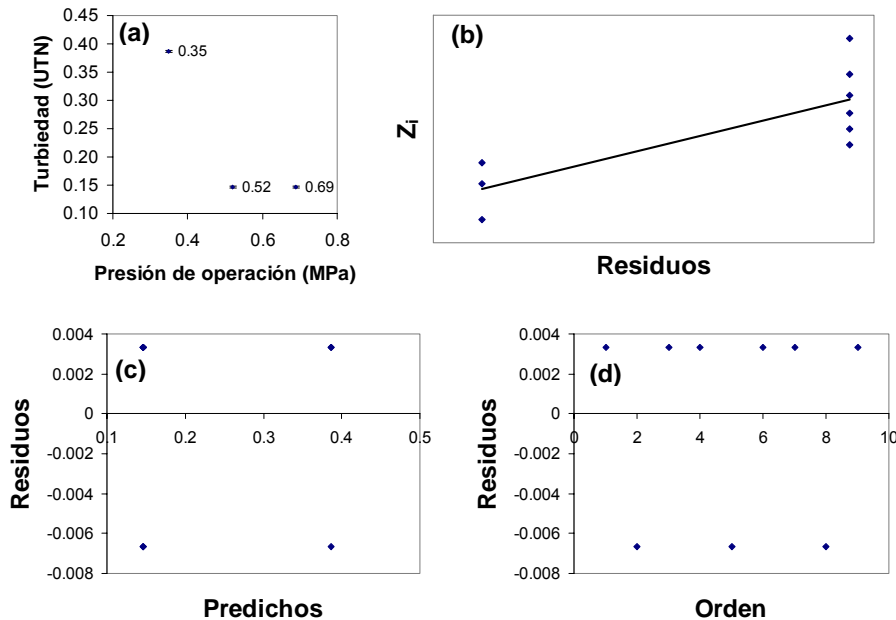 (a)
Turbiedad (UTN)
0.45
0.40
0.35
0.30
0.25
0.20
0.15
0.10
0.35
0.52
0.69
0.2 0.4 0.6 0.8
Presión de operación (MPa)
(b)
Zi
Residuos
(c)
Residuos
0.004
0.002
0
-0.002
-0.004
-0.006
-0.008
0.1 0.2 0.3 0.4 0.5
Predichos
(d)
Residuos
0.004
0.002
0
-0.002
-0.004
-0.006
-0.008
0 2 4 6 8 10
Orden